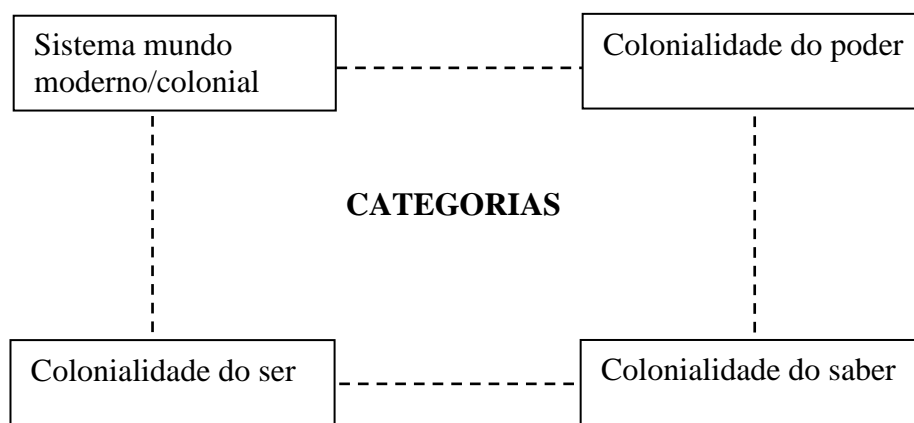 Sistema mundo
moderno/colonial
Colonialidade do poder
CATEGORIAS
Colonialidade do ser
Colonialidade do saber